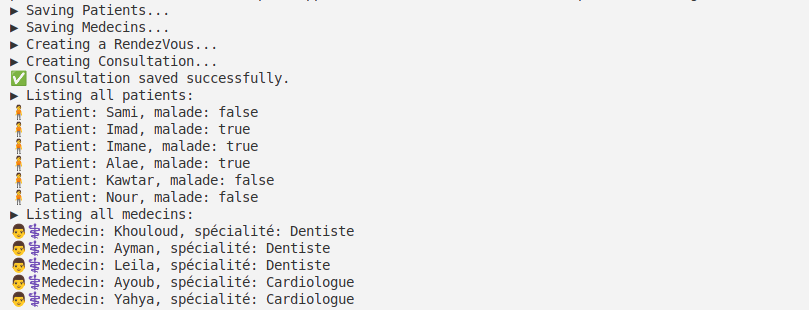 ▶ Saving Patients...
▶ Saving Medecins...
▶ Creating a RendezVous...
▶ Creating Consultation...
✅ Consultation saved successfully.
▶ Listing all patients:
🧍 Patient: Sami, malade: false
🧍 Patient: Imad, malade: true
🧍 Patient: Imane, malade: true
🧍 Patient: Alae, malade: true
🧍 Patient: Kawtar, malade: false
🧍 Patient: Nour, malade: false
▶ Listing all medecins:
👨⚕Medecin: Khouloud, spécialité: Dentiste
👨⚕Medecin: Ayman, spécialité: Dentiste
👨⚕Medecin: Leila, spécialité: Dentiste
👨⚕Medecin: Ayoub, spécialité: Cardiologue
👨⚕Medecin: Yahya, spécialité: Cardiologue